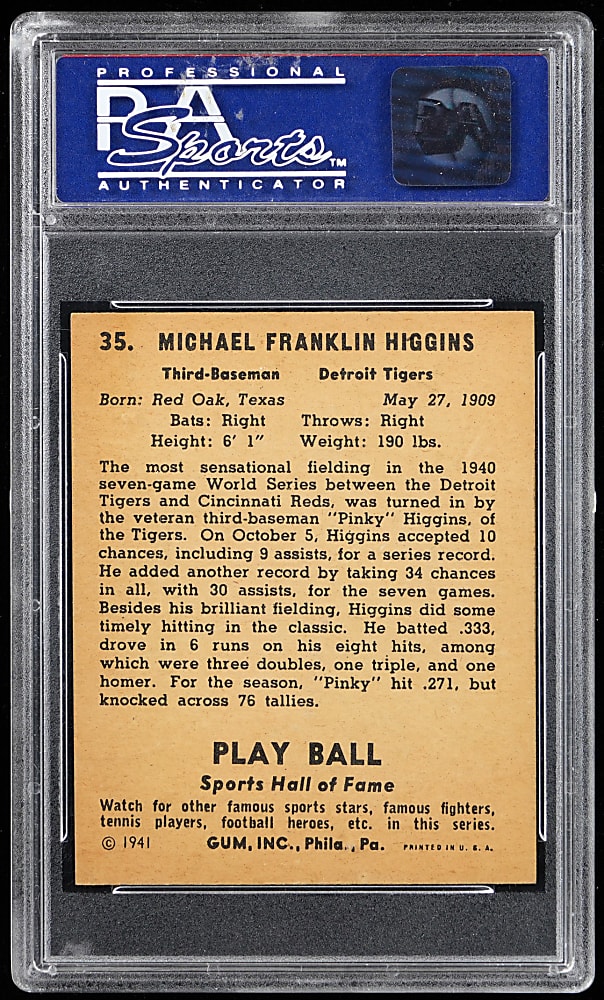 PROFESSIONAL
PSA
Sports™
AUTHENTICATOR
35. MICHAEL FRANKLIN HIGGINS
Third-Baseman Detroit Tigers
Born: Red Oak, Texas May 27, 1909
Bats: Right Throws: Right
Height: 6' 1" Weight: 190 lbs.
The most sensational fielding in the 1940
seven-game World Series between the Detroit
Tigers and Cincinnati Reds, was turned in by
the veteran third-baseman "Pinky" Higgins, of
the Tigers. On October 5, Higgins accepted 10
chances, including 9 assists, for a series record.
He added another record by taking 34 chances
in all, with 30 assists, for the seven games.
Besides his brilliant fielding, Higgins did some
timely hitting in the classic. He batted .333,
drove in 6 runs on his eight hits, among
which were three doubles, one triple, and one
homer. For the season, "Pinky" hit .271, but
knocked across 76 tallies.
PLAY BALL
Sports Hall of Fame
Watch for other famous sports stars, famous fighters,
tennis players, football heroes, etc. in this series.
© 1941 GUM, INC., Phila., Pa. PRINTED IN U. S. A.